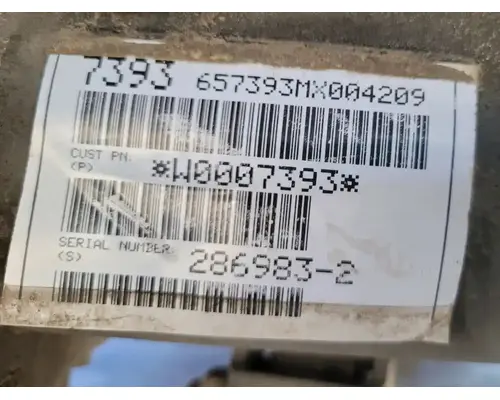 7393 657393MX004209
CUST PN.
(P) *W0007393*
SERIAL NUMBER:
(S) 286983-2